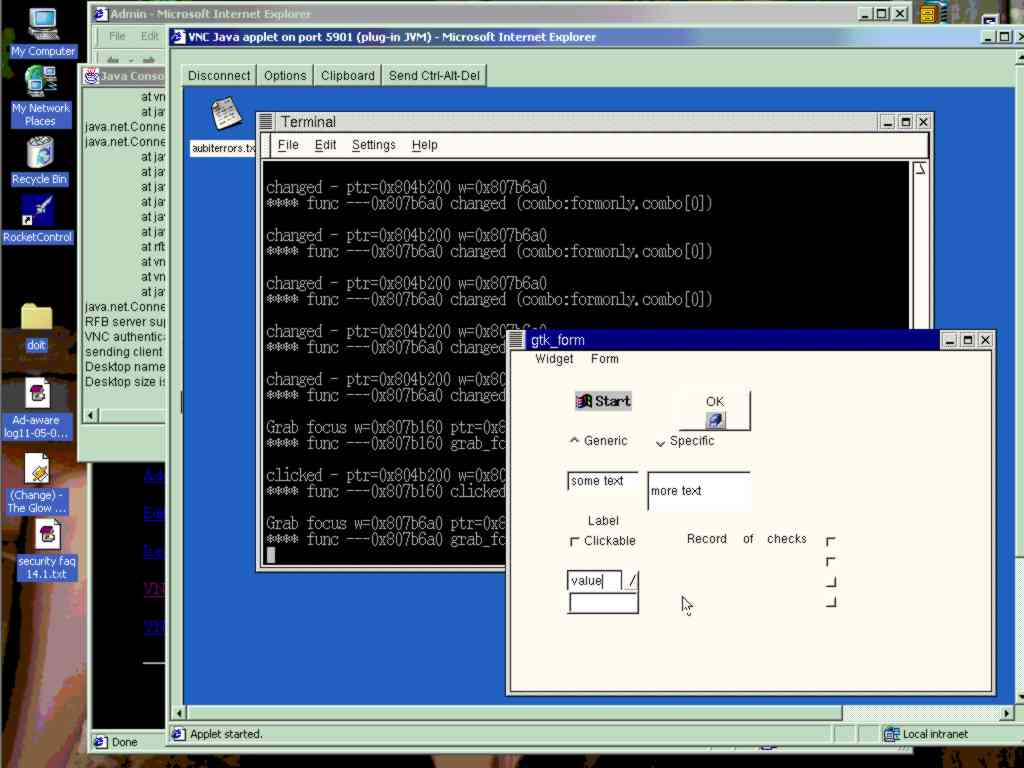 Admin - Microsoft Internet Explorer
My Computer
VNC Java applet on port 5901 (plug-in JVM) - Microsoft Internet Explorer
File Edit
Java Conso
Disconnect Options Clipboard Send Ctrl-Alt-Del
My Network
Places
Recycle Bin
RocketControl
doit
Ad-aware
log11-05-0...
(Change) -
The Glow ...
security faq
14.1.txt
at vn
at ja
java.net.Conne
java.net.Conne
at ja
at ja
at ja
at ja
at ja
at ja
at rfb
at vn
at vn
at ja
java.net.Conne
RFB server sup
VNC authentica
sending client
Desktop name
Desktop size is
Done
aubiterrors.tx
Terminal
File Edit Settings Help
changed - ptr=0x804b200 w=0x807b6a0
**** func ---0x807b6a0 changed (combo:formonly.combo[0])
changed - ptr=0x804b200 w=0x807b6a0
**** func ---0x807b6a0 changed (combo:formonly.combo[0])
changed - ptr=0x804b200 w=0x807b6a0
**** func ---0x807b6a0 changed (combo:formonly.combo[0])
changed - ptr=0x804b200 w=0x807b6a0
**** func ---0x807b6a0 changed
changed - ptr=0x804b200 w=0x80
**** func ---0x807b6a0 changed
Grab focus w=0x807b160 ptr=0x8
**** func ---0x807b160 grab_fo
clicked - ptr=0x804b200 w=0x80
**** func ---0x807b160 clicked
Grab focus w=0x807b6a0 ptr=0x8
**** func ---0x807b6a0 grab_fo
gtk_form
Widget Form
Start
OK
Generic Specific
some text
more text
Label
Clickable
Record of checks
value
Applet started.
Local intranet